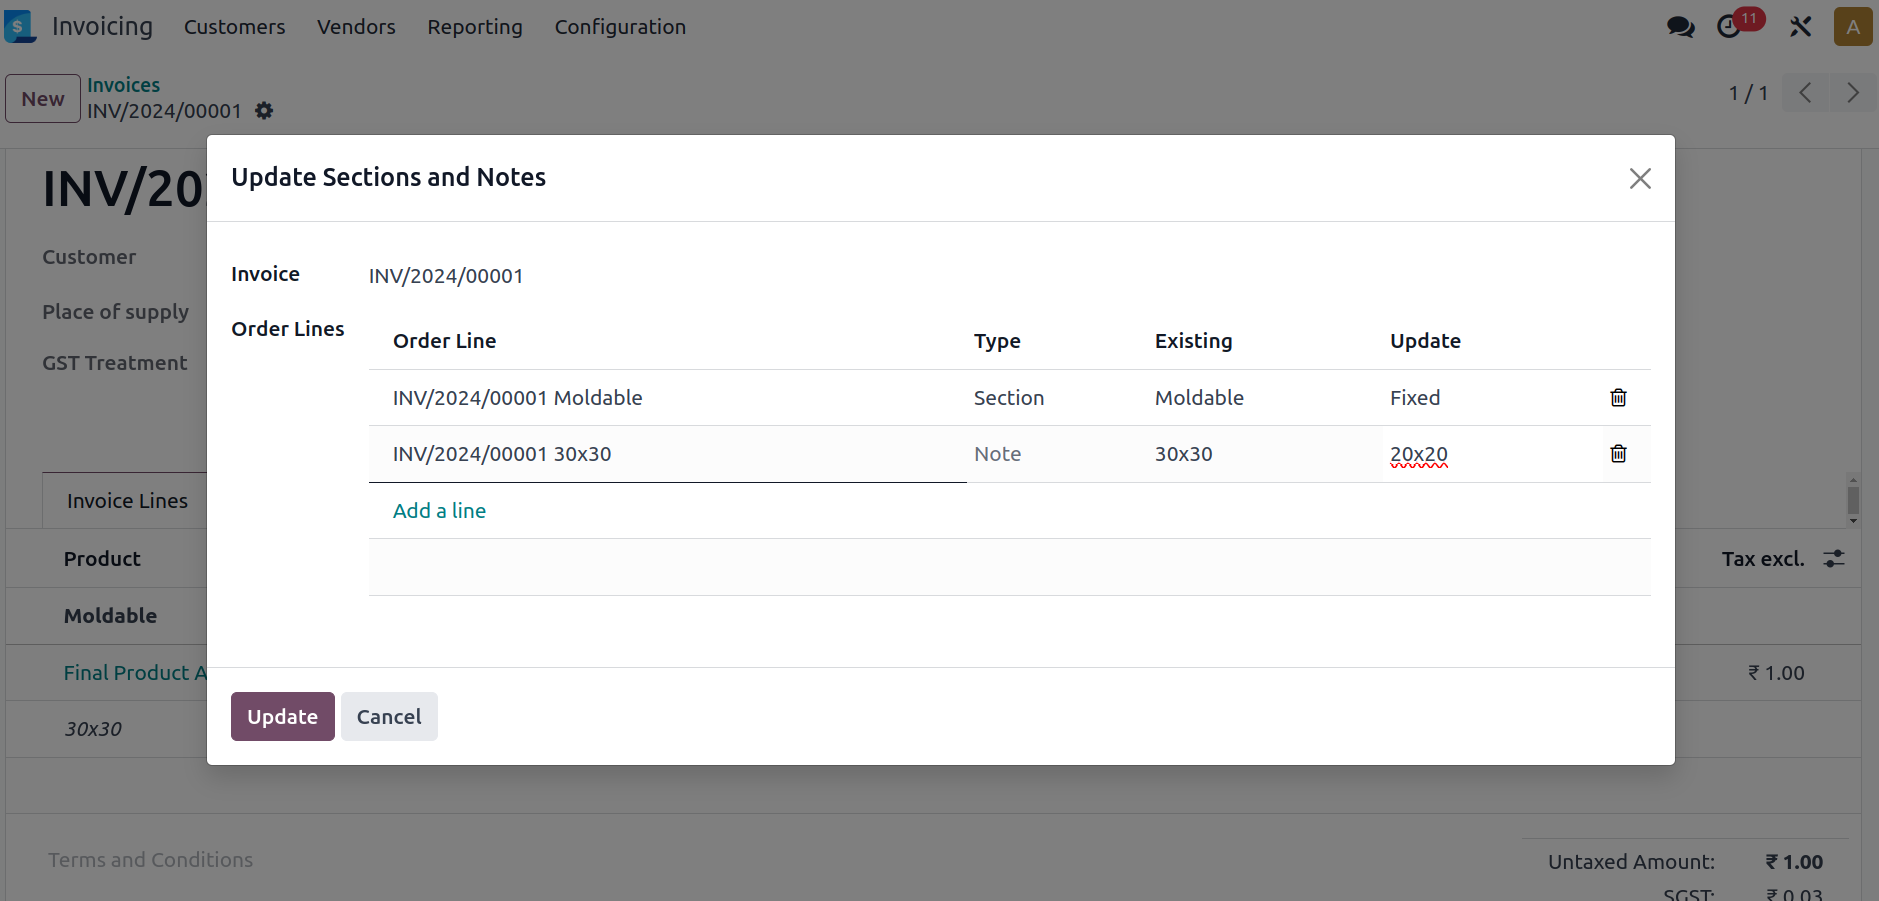 Invoicing Customers Vendors Reporting Configuration 11 A
New Invoices
INV/2024/00001
1 / 1
INV/20
Customer
Place of supply
GST Treatment
Update Sections and Notes
Invoice INV/2024/00001
Order Lines
Order Line Type Existing Update
INV/2024/00001 Moldable Section Moldable Fixed
INV/2024/00001 30x30 Note 30x30 20x20
Add a line
Update Cancel
Invoice Lines
Product Tax excl.
Moldable
Final Product A ₹ 1.00
30x30
Terms and Conditions
Untaxed Amount: ₹ 1.00
SGST: ₹ 0.03